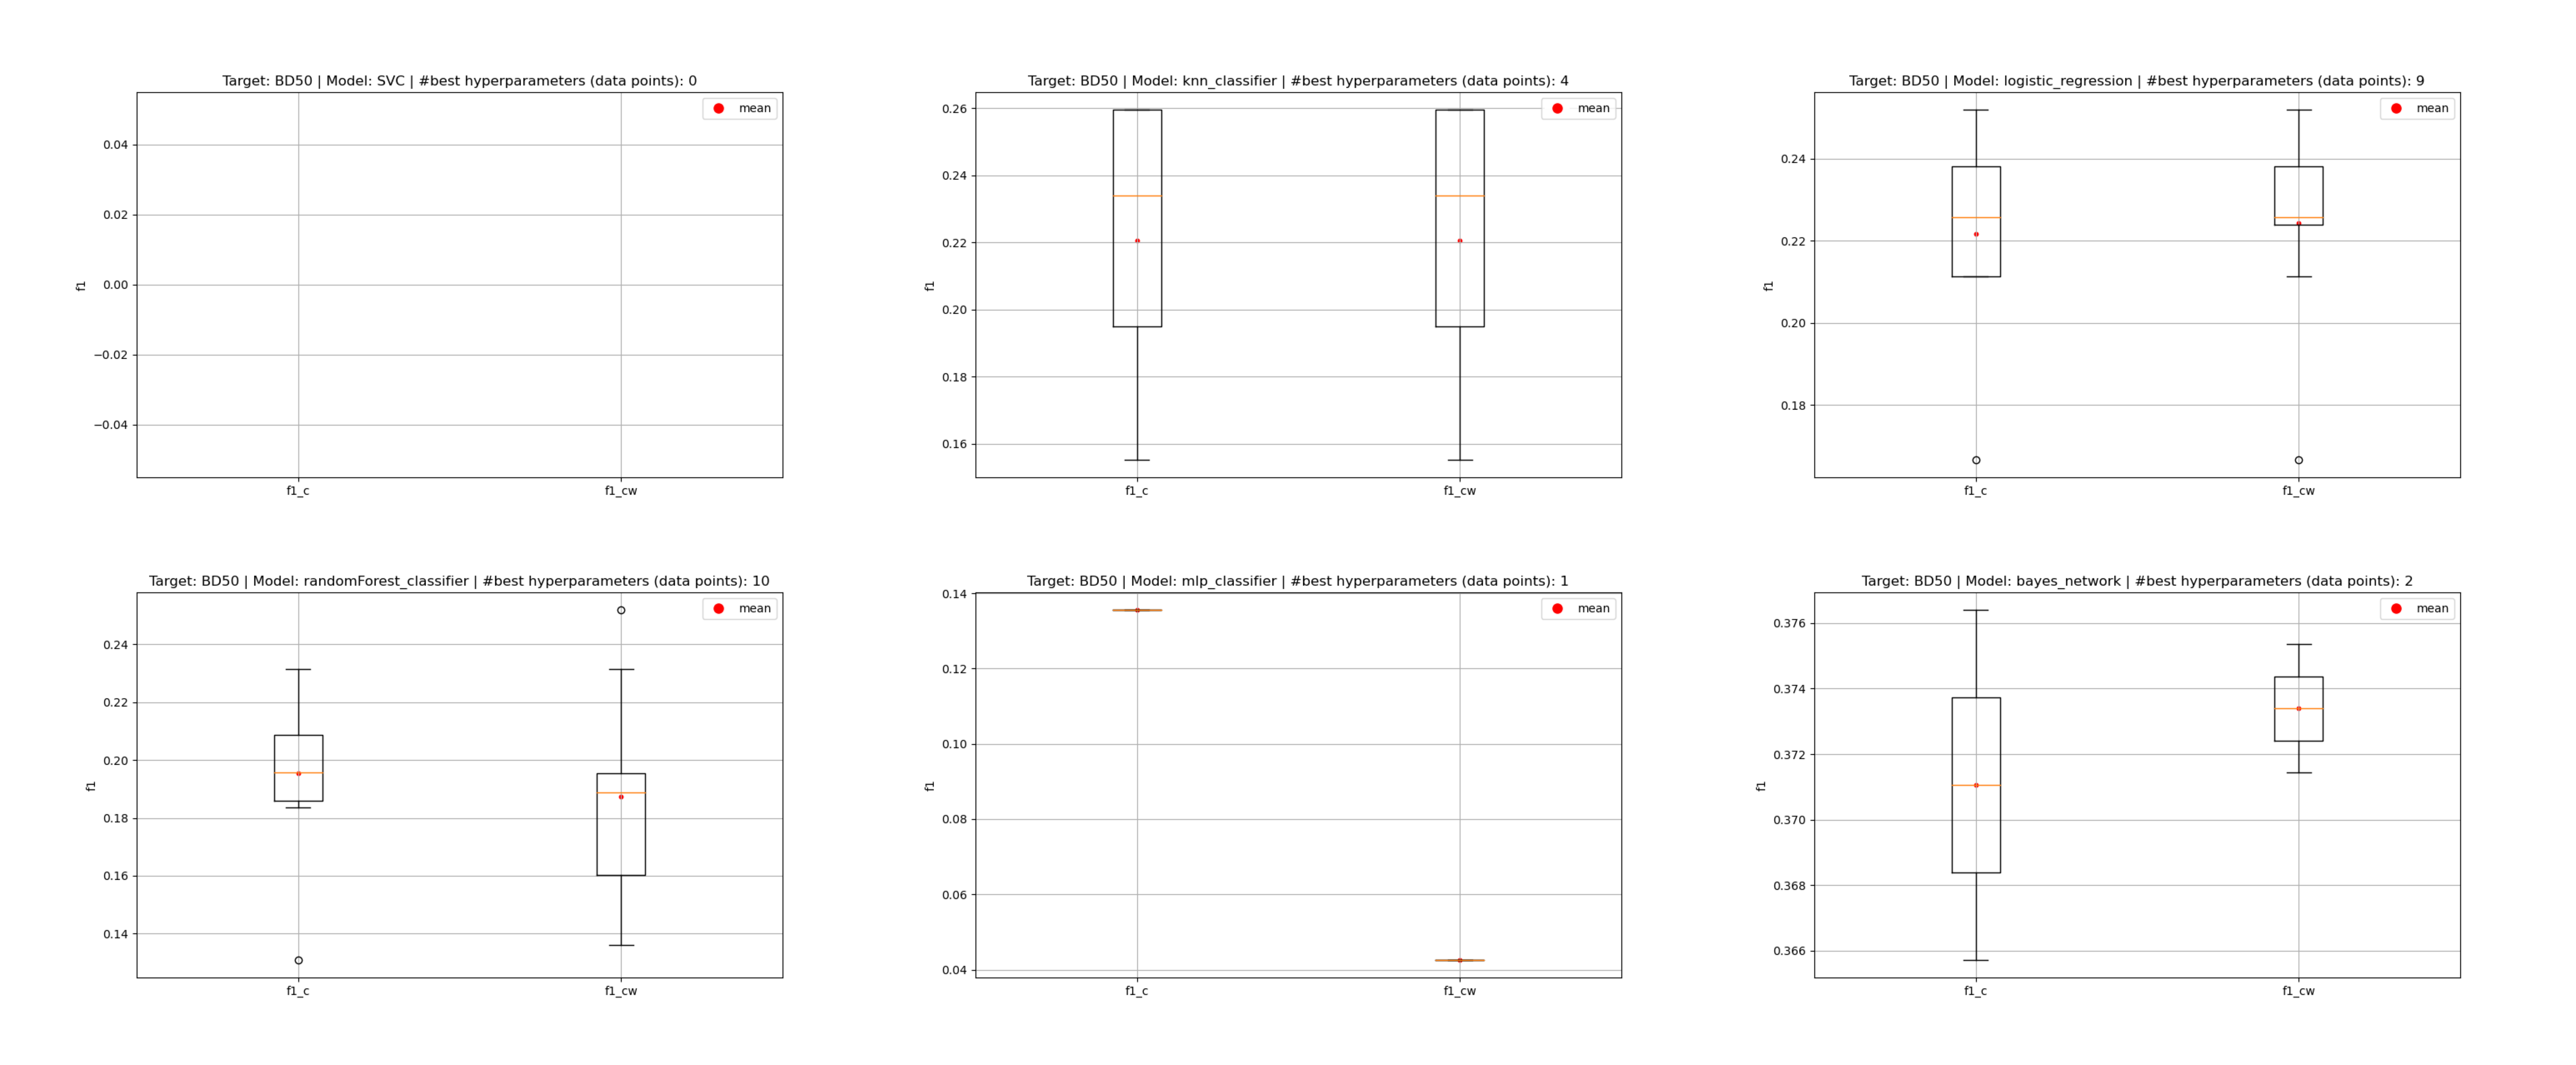 Target: BD50 | Model: SVC | #best hyperparameters (data points): 0
mean
0.04
0.02
0.00
−0.02
−0.04
f1
f1_c
f1_cw
Target: BD50 | Model: knn_classifier | #best hyperparameters (data points): 4
mean
0.26
0.24
0.22
0.20
0.18
0.16
f1
f1_c
f1_cw
Target: BD50 | Model: logistic_regression | #best hyperparameters (data points): 9
mean
0.24
0.22
0.20
0.18
f1
f1_c
f1_cw
Target: BD50 | Model: randomForest_classifier | #best hyperparameters (data points): 10
mean
0.24
0.22
0.20
0.18
0.16
0.14
f1
f1_c
f1_cw
Target: BD50 | Model: mlp_classifier | #best hyperparameters (data points): 1
mean
0.14
0.12
0.10
0.08
0.06
0.04
f1
f1_c
f1_cw
Target: BD50 | Model: bayes_network | #best hyperparameters (data points): 2
mean
0.376
0.374
0.372
0.370
0.368
0.366
f1
f1_c
f1_cw